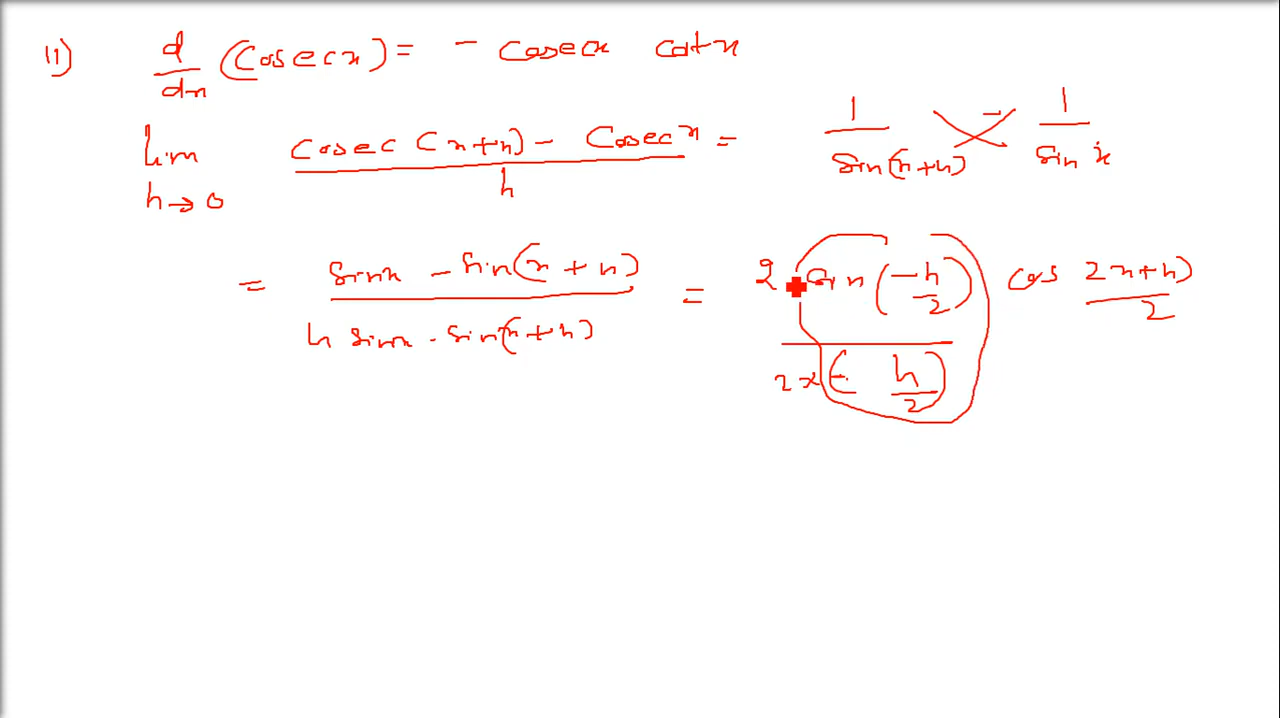 11) d/dx (cosec x) = - cosec x cot x
lim h→0 cosec (x+h) - cosec x / h = 1/sin(x+h) - 1/sin x
= sin x - sin(x+h) / h sin x . sin(x+h) = 2 sin (-h/2) cos 2x+h) / 2 / 2 x (- h/2)